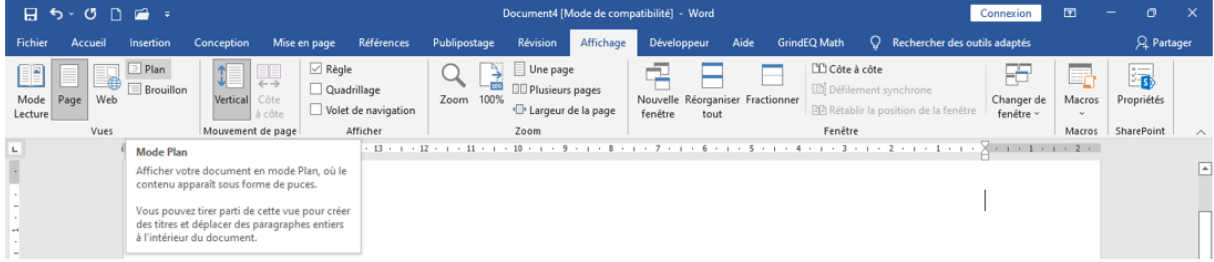 Document4 [Mode de compatibilité] - Word
Connexion
Fichier Accueil Insertion Conception Mise en page Références Publipostage Révision Affichage Développeur Aide GrindEQ Math Rechercher des outils adaptés Partager
Mode Lecture
Page
Web
Plan
Brouillon
Vues
Vertical
Côte à côte
Mouvement de page
Règle
Quadrillage
Volet de navigation
Afficher
Zoom
100%
Une page
Plusieurs pages
Largeur de la page
Zoom
Nouvelle fenêtre
Réorganiser tout
Fractionner
Côte à côte
Défilement synchrone
Rétablir la position de la fenêtre
Changer de fenêtre
Fenêtre
Macros
Macros
Propriétés
SharePoint
13 12 11 10 9 8 7 6 5 4 3 2 1 1 2
Mode Plan
Afficher votre document en mode Plan, où le
contenu apparaît sous forme de puces.
Vous pouvez tirer parti de cette vue pour créer
des titres et déplacer des paragraphes entiers
à l'intérieur du document.